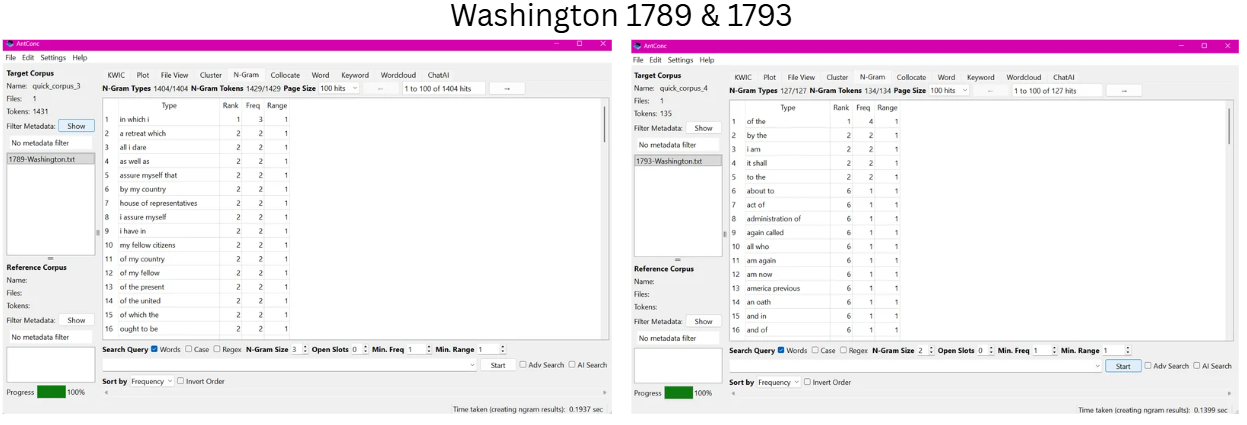 Washington 1789 & 1793
AntConc
File Edit Settings Help
Target Corpus
Name: quick_corpus_3
Files: 1
Tokens: 1431
Filter Metadata: Show
No metadata filter
1789-Washington.txt
Reference Corpus
Name:
Files:
Tokens:
Filter Metadata: Show
No metadata filter
Progress 100%
KWIC Plot File View Cluster N-Gram Collocate Word Keyword Wordcloud ChatAI
N-Gram Types 1404/1404 N-Gram Tokens 1429/1429 Page Size 100 hits ← 1 to 100 of 1404 hits →
Type Rank Freq Range
1 in which i 1 3 1
2 a retreat which 2 2 1
3 all i dare 2 2 1
4 as well as 2 2 1
5 assure myself that 2 2 1
6 by my country 2 2 1
7 house of representatives 2 2 1
8 i assure myself 2 2 1
9 i have in 2 2 1
10 my fellow citizens 2 2 1
11 of my country 2 2 1
12 of my fellow 2 2 1
13 of the present 2 2 1
14 of the united 2 2 1
15 of which the 2 2 1
16 ought to be 2 2 1
Search Query Words Case Regex N-Gram Size 3 Open Slots 0 Min. Freq 1 Min. Range 1
Start Adv Search AI Search
Sort by Frequency Invert Order
Time taken (creating ngram results): 0.1937 sec
AntConc
File Edit Settings Help
Target Corpus
Name: quick_corpus_4
Files: 1
Tokens: 135
Filter Metadata: Show
No metadata filter
1793-Washington.txt
Reference Corpus
Name:
Files:
Tokens:
Filter Metadata: Show
No metadata filter
Progress 100%
KWIC Plot File View Cluster N-Gram Collocate Word Keyword Wordcloud ChatAI
N-Gram Types 127/127 N-Gram Tokens 134/134 Page Size 100 hits ← 1 to 100 of 127 hits →
Type Rank Freq Range
1 of the 1 4 1
2 by the 2 2 1
3 i am 2 2 1
4 it shall 2 2 1
5 to the 2 2 1
6 about to 6 1 1
7 act of 6 1 1
8 administration of 6 1 1
9 again called 6 1 1
10 all who 6 1 1
11 am again 6 1 1
12 am now 6 1 1
13 america previous 6 1 1
14 an oath 6 1 1
15 and in 6 1 1
16 and of 6 1 1
Search Query Words Case Regex N-Gram Size 2 Open Slots 0 Min. Freq 1 Min. Range 1
Start Adv Search AI Search
Sort by Frequency Invert Order
Time taken (creating ngram results): 0.1399 sec